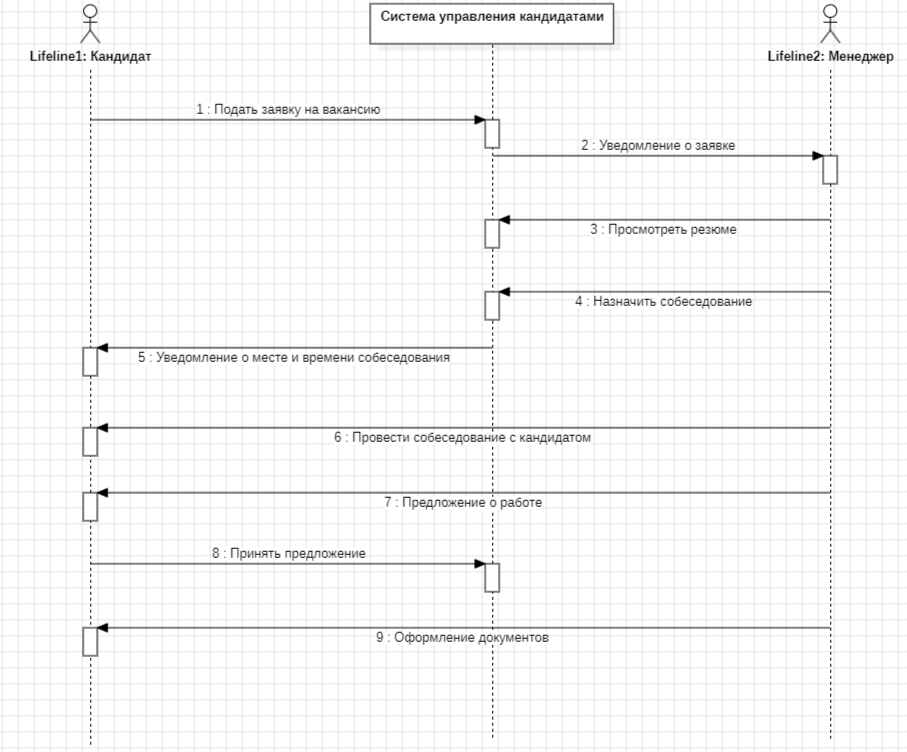 Система управления кандидатами
Lifeline1: Кандидат
Lifeline2: Менеджер
1 : Подать заявку на вакансию
2 : Уведомление о заявке
3 : Просмотреть резюме
4 : Назначить собеседование
5 : Уведомление о месте и времени собеседования
6 : Провести собеседование с кандидатом
7 : Предложение о работе
8 : Принять предложение
9 : Оформление документов